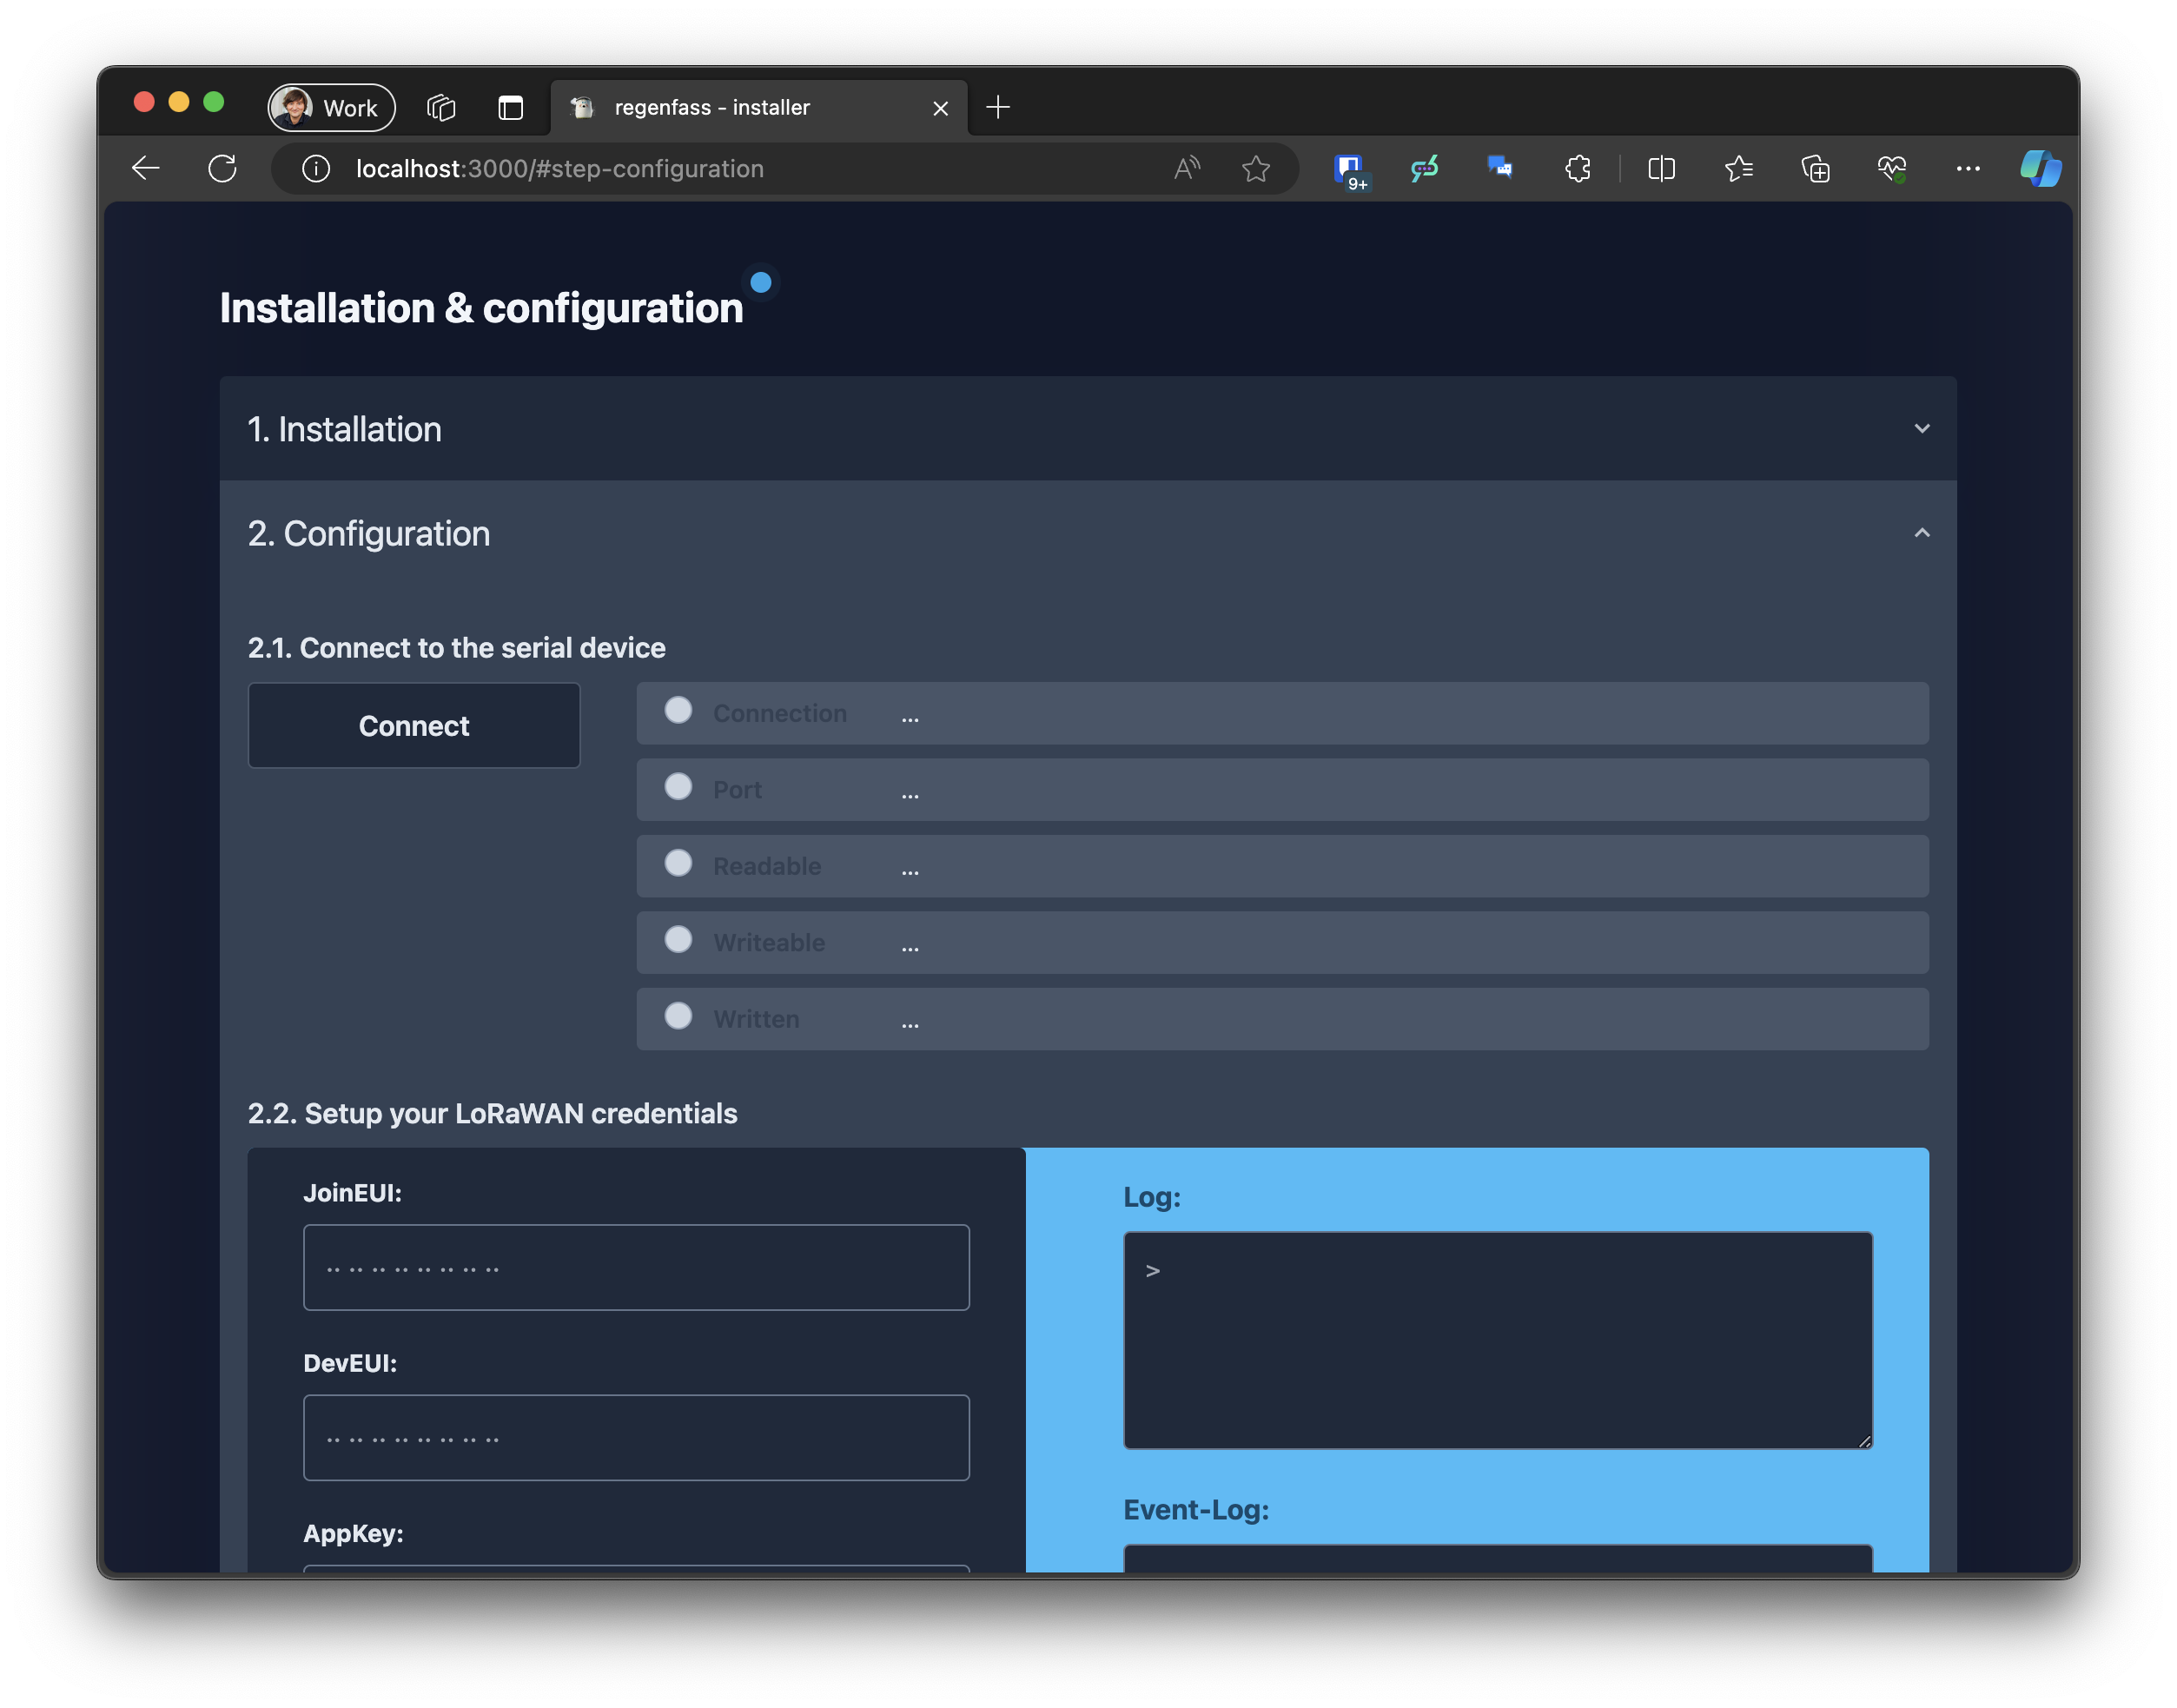 Work
regenfass - installer
localhost:3000/#step-configuration
9+
Installation & configuration
1. Installation
2. Configuration
2.1. Connect to the serial device
Connect
Connection ...
Port ...
Readable ...
Writeable ...
Written ...
2.2. Setup your LoRaWAN credentials
JoinEUI:
.. .. .. .. .. .. .. ..
DevEUI:
.. .. .. .. .. .. .. ..
AppKey:
Log:
>
Event-Log: